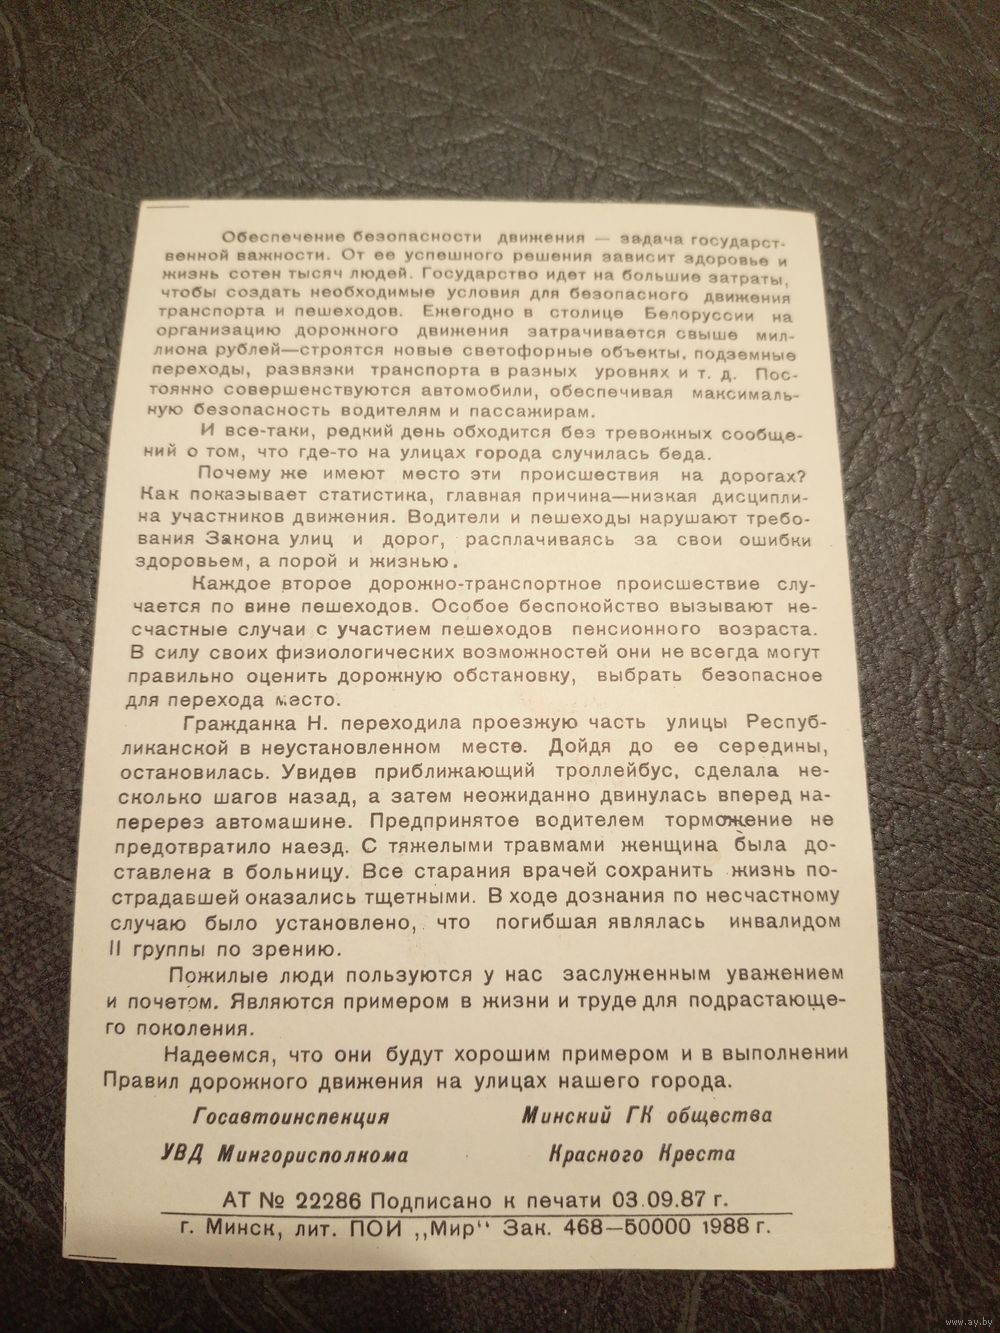 Обеспечение безопасности движения — задача государст-
венной важности. От ее успешного решения зависит здоровье и
жизнь сотен тысяч людей. Государство идет на большие затраты,
чтобы создать необходимые условия для безопасного движения
транспорта и пешеходов. Ежегодно в столице Белоруссии на
организацию дорожного движения затрачивается свыше мил-
лиона рублей—строятся новые светофорные объекты, подземные
переходы, развязки транспорта в разных уровнях и т. д. Пос-
тоянно совершенствуются автомобили, обеспечивая максималь-
ную безопасность водителям и пассажирам.
И все-таки, редкий день обходится без тревожных сообще-
ний о том, что где-то на улицах города случилась беда.
Почему же имеют место эти происшествия на дорогах?
Как показывает статистика, главная причина—низкая дисципли-
на участников движения. Водители и пешеходы нарушают требо-
вания Закона улиц и дорог, расплачиваясь за свои ошибки
здоровьем, а порой и жизнью.
Каждое второе дорожно-транспортное происшествие слу-
чается по вине пешеходов. Особое беспокойство вызывают не-
счастные случаи с участием пешеходов пенсионного возраста.
В силу своих физиологических возможностей они не всегда могут
правильно оценить дорожную обстановку, выбрать безопасное
для перехода место.
Гражданка Н. переходила проезжую часть улицы Респуб-
ликанской в неустановленном месте. Дойдя до ее середины,
остановилась. Увидев приближающий троллейбус, сделала не-
сколько шагов назад, а затем неожиданно двинулась вперед на-
перерез автомашине. Предпринятое водителем торможение не
предотвратило наезд. С тяжелыми травмами женщина была до-
ставлена в больницу. Все старания врачей сохранить жизнь по-
страдавшей оказались тщетными. В ходе дознания по несчастному
случаю было установлено, что погибшая являлась инвалидом
II группы по зрению.
Пожилые люди пользуются у нас заслуженным уважением
и почетом. Являются примером в жизни и труде для подрастающе-
го поколения.
Надеемся, что они будут хорошим примером и в выполнении
Правил дорожного движения на улицах нашего города.
Госавтоинспекция Минский ГК общества
УВД Мингорисполкома Красного Креста
АТ № 22286 Подписано к печати 03.09.87 г.
г. Минск, лит. ПОИ ,,Мир" Зак. 468—50000 1988 г.
www.ay.by